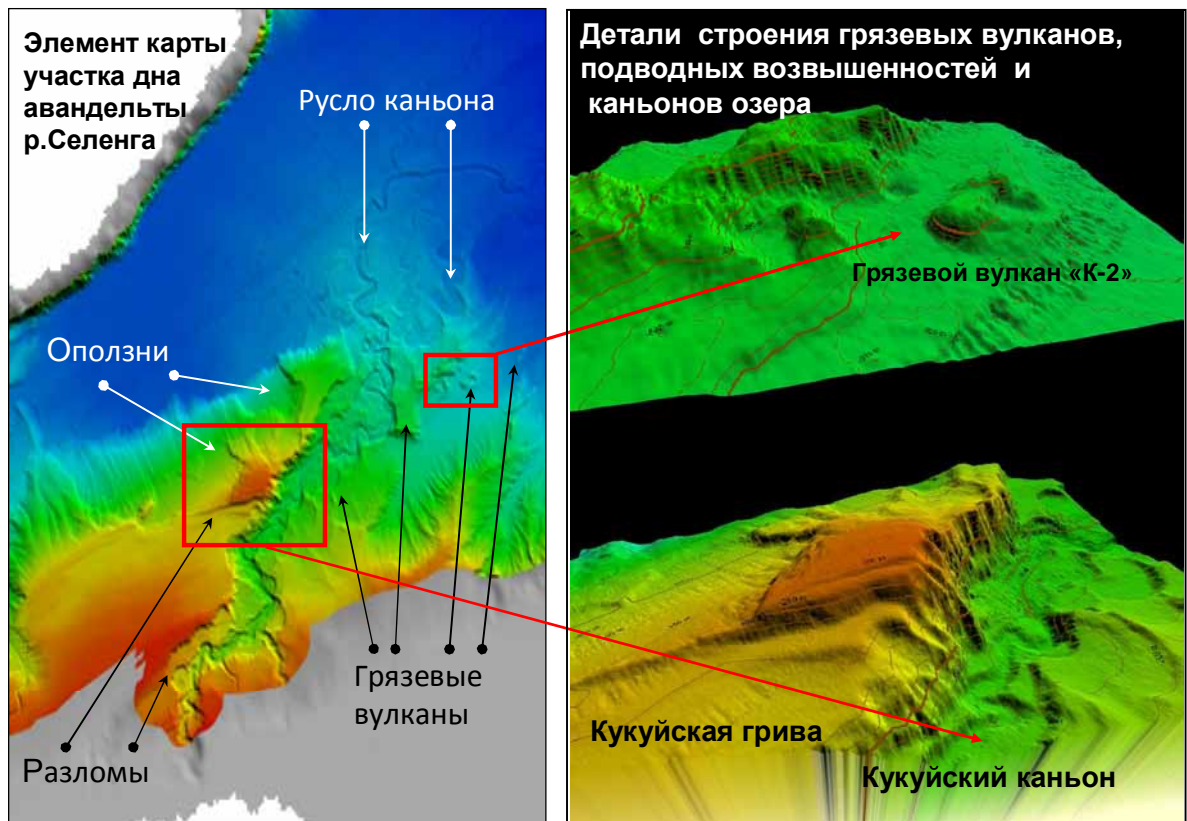 Элемент карты
участка дна
авандельты
р.Селенга
Русло каньона
Оползни
Грязевые
вулканы
Разломы
Детали строения грязевых вулканов,
подводных возвышенностей и
каньонов озера
Грязевой вулкан «К-2»
Кукуйская грива
Кукуйский каньон